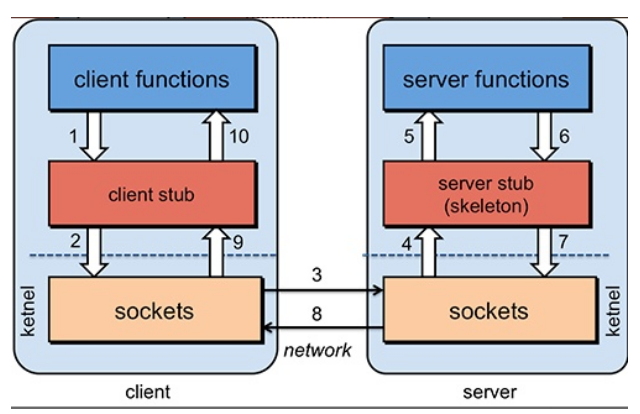 client functions
server functions
1
10
5
6
client stub
server stub
(skeleton)
2
9
4
7
3
ketnel
sockets
sockets
ketnel
8
network
client
server